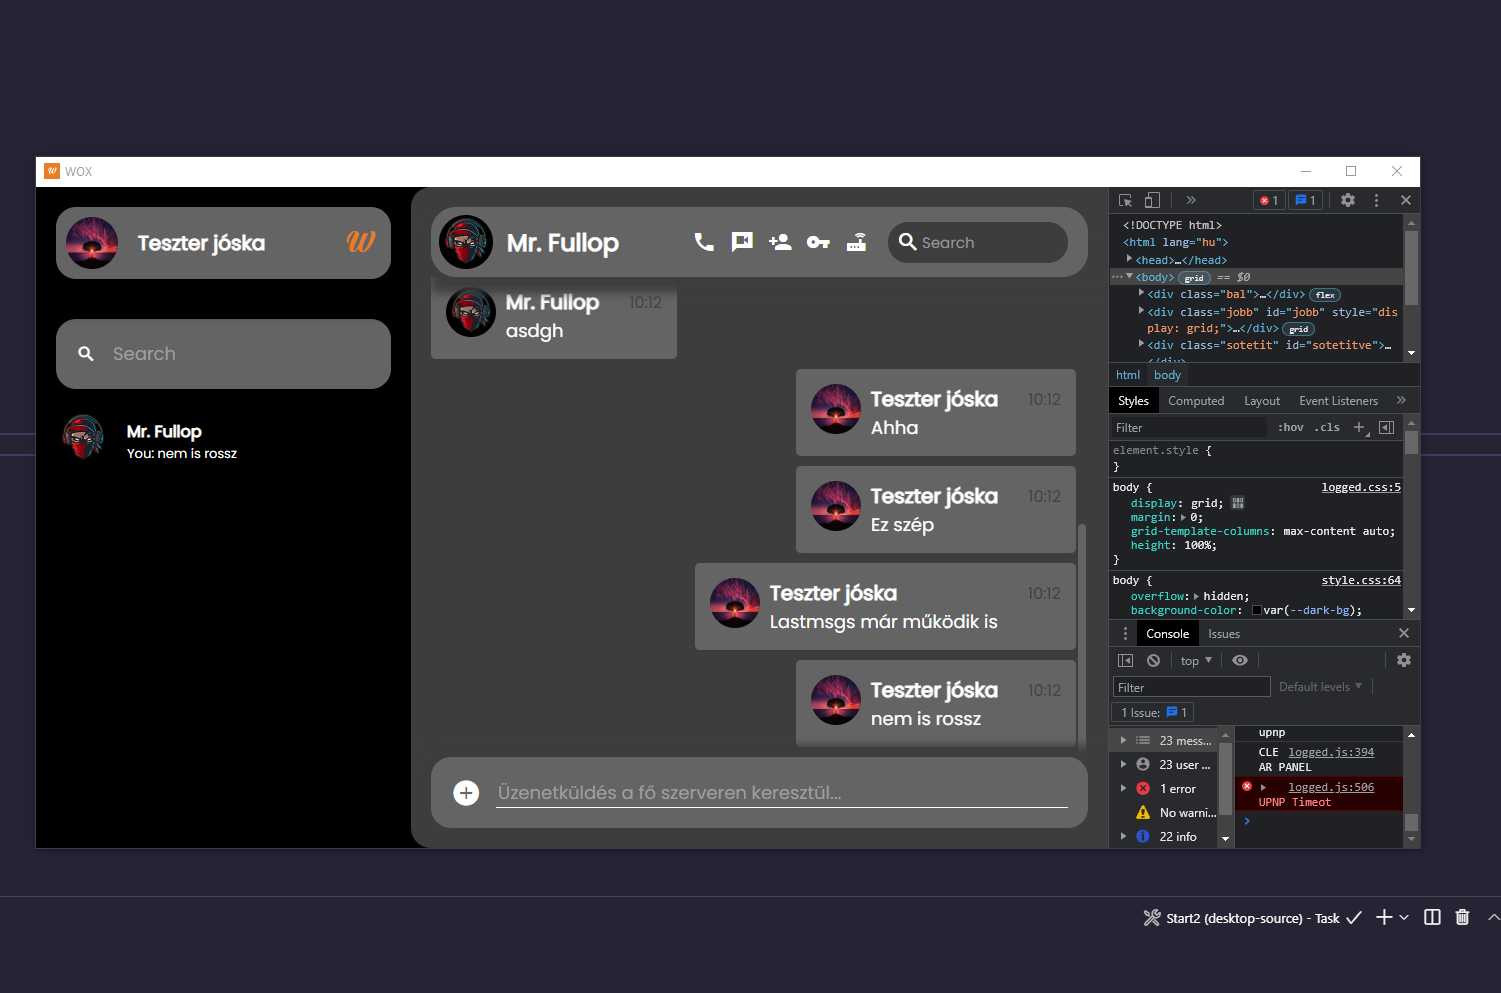 WOX
Teszter jóska
W
Search
Mr. Fullop
You: nem is rossz
Mr. Fullop
Search
Mr. Fullop 10:12
asdgh
Teszter jóska 10:12
Ahha
Teszter jóska 10:12
Ez szép
Teszter jóska 10:12
Lastmsgs már működik is
Teszter jóska 10:12
nem is rossz
Üzenetküldés a fő szerveren keresztül...
1 1
<!DOCTYPE html>
<html lang="hu">
<head>…</head>
<body> grid == $0
<div class="bal">…</div> flex
<div class="jobb" id="jobb" style="dis
play: grid;">…</div> grid
<div class="sotetit" id="sotetitve">…
</div>
html body
Styles Computed Layout Event Listeners
Filter :hov .cls
element.style {
}
body { logged.css:5
display: grid;
margin: 0;
grid-template-columns: max-content auto;
height: 100%;
}
body { style.css:64
overflow: hidden;
background-color: var(--dark-bg);
Console Issues
top
Filter Default levels
1 Issue: 1
23 mess...
23 user ...
1 error
No warni...
22 info
upnp
CLE logged.js:394
AR PANEL
logged.js:506
UPNP Timeot
Start2 (desktop-source) - Task